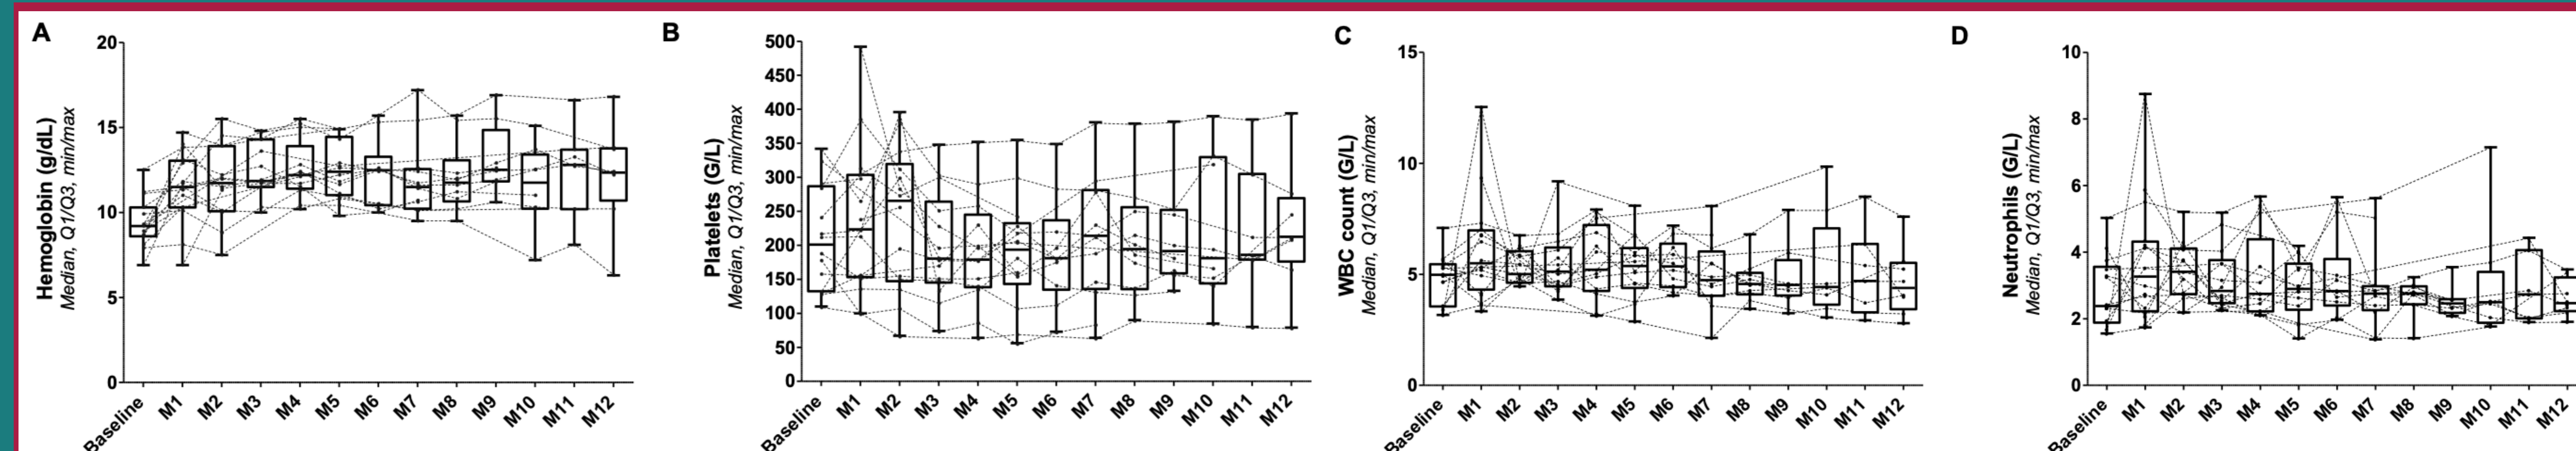 A
Hemoglobin (g/dL)
Median, Q1/Q3, min/max
20
15
10
5
0
Baseline
M1
M2
M3
M4
M5
M6
M7
M8
M9
M10
M11
M12
B
Platelets (G/L)
Median, Q1/Q3, min/max
500
450
400
350
300
250
200
150
100
50
0
Baseline
M1
M2
M3
M4
M5
M6
M7
M8
M9
M10
M11
M12
C
WBC count (G/L)
Median, Q1/Q3, min/max
15
10
5
0
Baseline
M1
M2
M3
M4
M5
M6
M7
M8
M9
M10
M11
M12
D
Neutrophils (G/L)
Median, Q1/Q3, min/max
10
8
6
4
2
0
Baseline
M1
M2
M3
M4
M5
M6
M7
M8
M9
M10
M11
M12